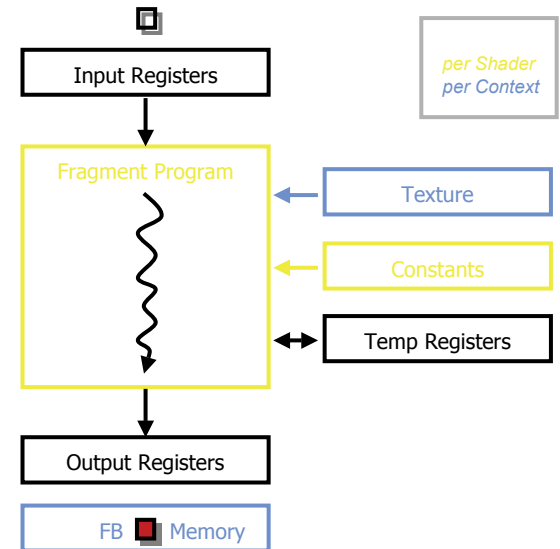 Input Registers
per Shader
per Context
Fragment Program
Texture
Constants
Temp Registers
Output Registers
FB Memory